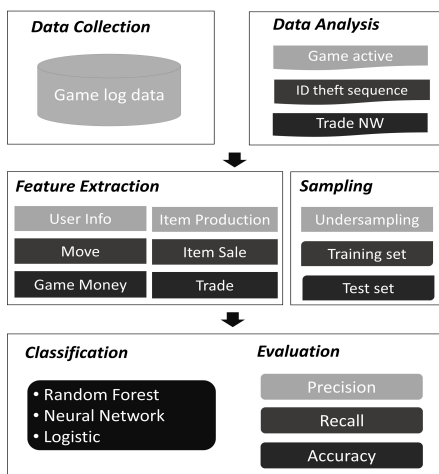 Data Collection
Game log data
Data Analysis
Game active
ID theft sequence
Trade NW
Feature Extraction
User Info
Item Production
Move
Item Sale
Game Money
Trade
Sampling
Undersampling
Training set
Test set
Classification
• Random Forest
• Neural Network
• Logistic
Evaluation
Precision
Recall
Accuracy